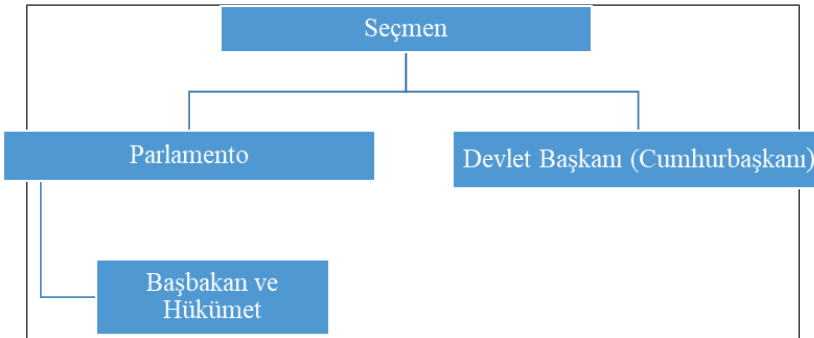 Seçmen
Parlamento
Devlet Başkanı (Cumhurbaşkanı)
Başbakan ve
Hükümet